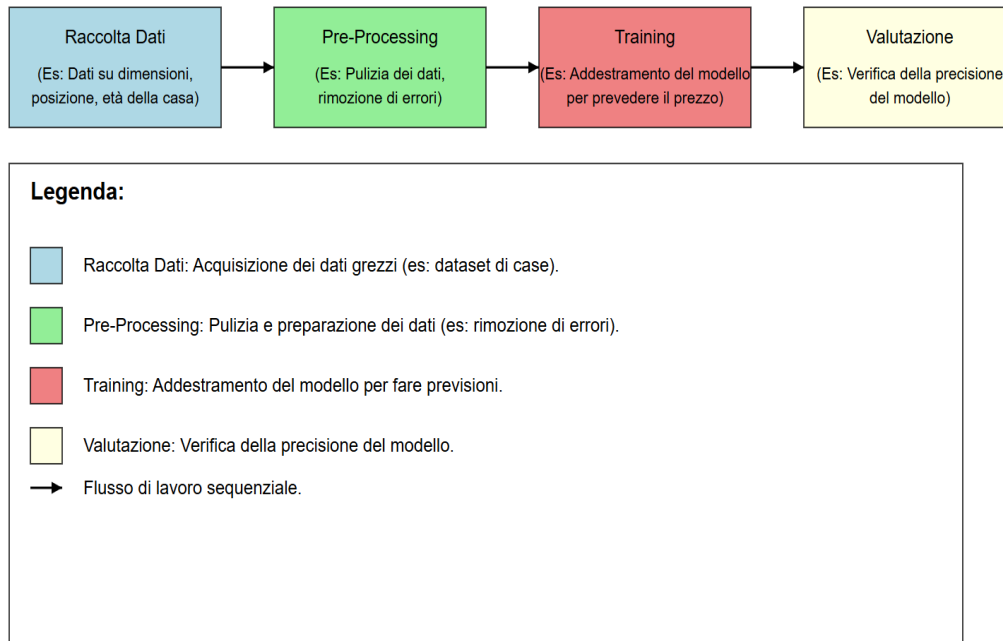 Raccolta Dati
(Es: Dati su dimensioni,
posizione, età della casa)
Pre-Processing
(Es: Pulizia dei dati,
rimozione di errori)
Training
(Es: Addestramento del modello
per prevedere il prezzo)
Valutazione
(Es: Verifica della precisione
del modello)
Legenda:
Raccolta Dati: Acquisizione dei dati grezzi (es: dataset di case).
Pre-Processing: Pulizia e preparazione dei dati (es: rimozione di errori).
Training: Addestramento del modello per fare previsioni.
Valutazione: Verifica della precisione del modello.
Flusso di lavoro sequenziale.